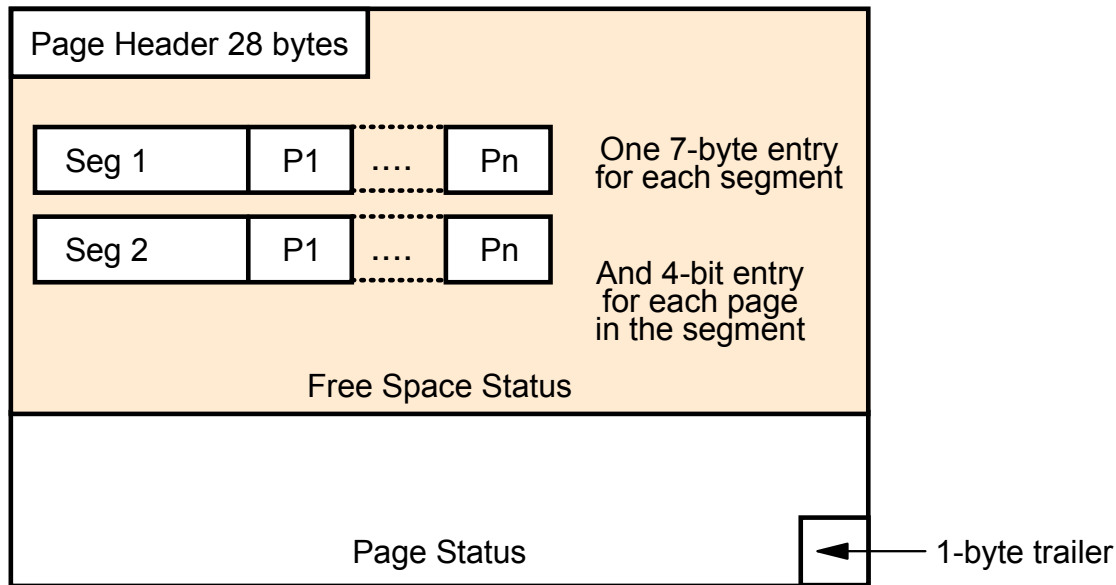 Page Header 28 bytes
Seg 1 P1 .... Pn
One 7-byte entry
for each segment
Seg 2 P1 .... Pn
And 4-bit entry
for each page
in the segment
Free Space Status
Page Status
1-byte trailer